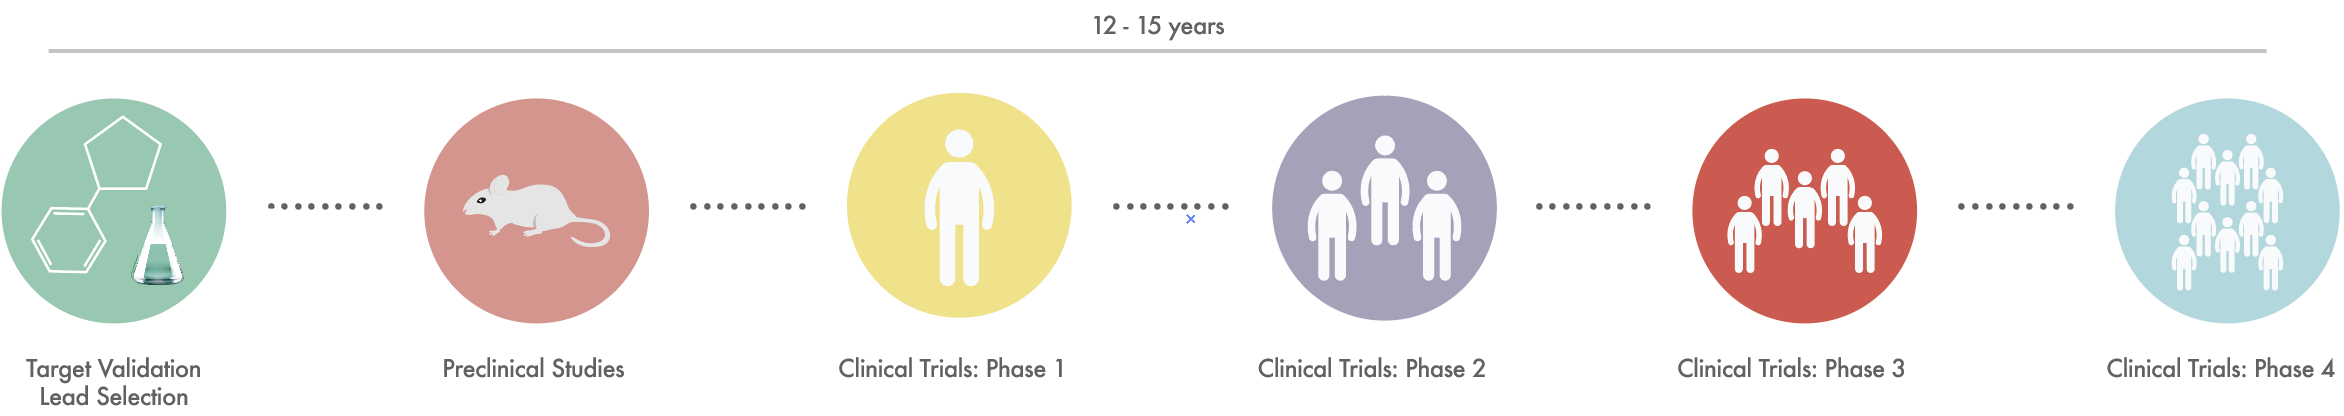 12 - 15 years
Target Validation
Lead Selection
Preclinical Studies
Clinical Trials: Phase 1
Clinical Trials: Phase 2
Clinical Trials: Phase 3
Clinical Trials: Phase 4